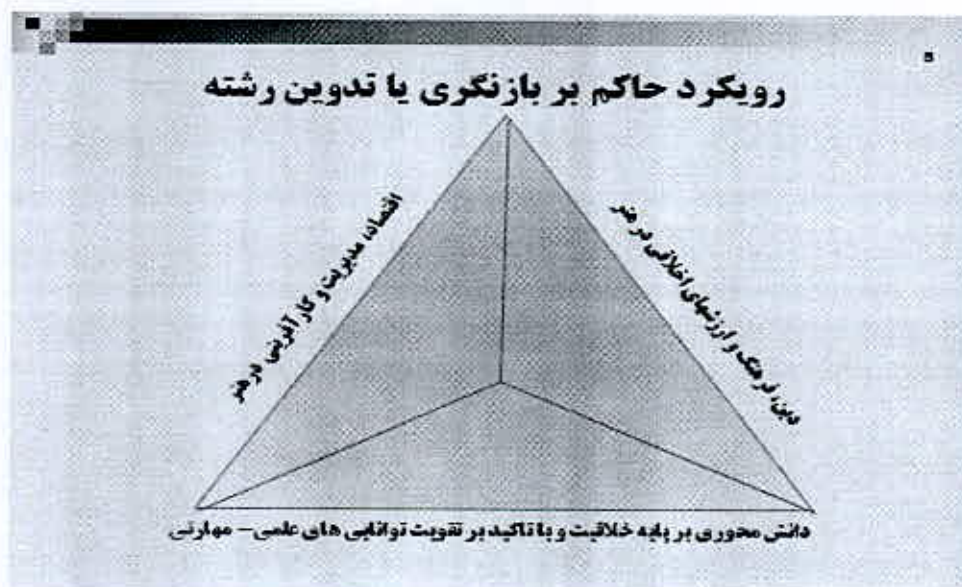 رویکرد حاکم بر بازنگری یا تدوین رشته
دین، فرهنگ و ارزشهای اخلاقی در هنر
اقتصاد، مدیریت و کارآفرینی در هنر
دانش محوری بر پایه خلاقیت و با تاکید بر تقویت توانایی های علمی – مهارتی